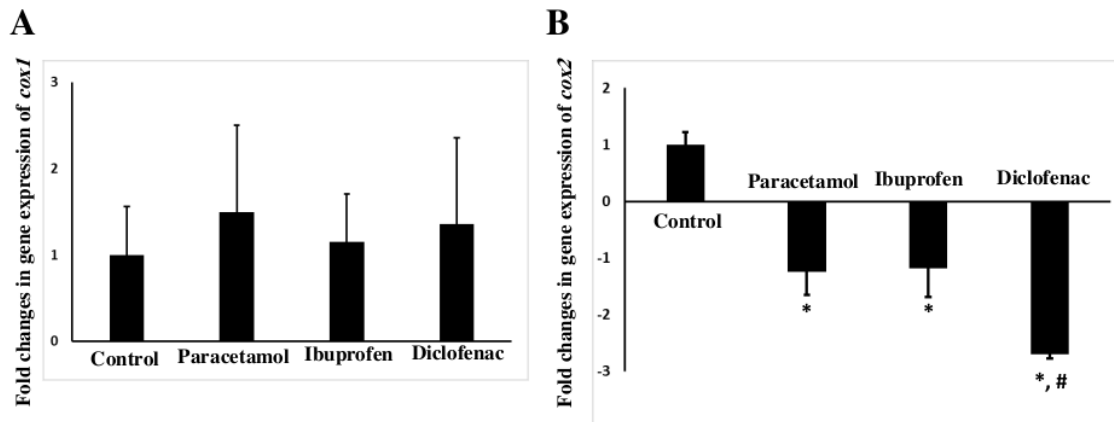 A
Fold changes in gene expression of cox1
3
2
1
0
Control Paracetamol Ibuprofen Diclofenac
B
Fold changes in gene expression of cox2
2
1
0
-1
-2
-3
Paracetamol Ibuprofen Diclofenac
Control
* *
*, #